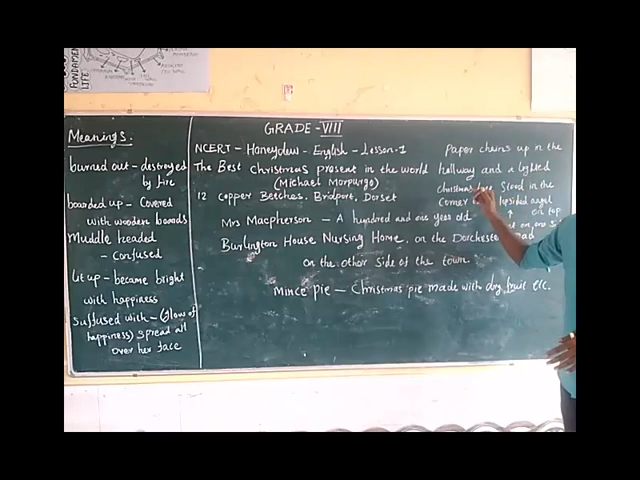 FUNDAMEN
LIFE
GRADE - VIII
Meanings.
burned out - destroyed
by fire
boarded up - Covered
with wooden boards
Muddle headed
- Confused
Lit up - became bright
with happiness
suffused with - (glow of
happiness) spread all
over her face
NCERT - Honeydew - English - Lesson-1
The Best christmas present in the world
(Michael Morpurgo)
12 Copper Beeches. Bridport, Dorset
Mrs Macpherson - A hundred and one year old
Burlington House Nursing Home, on the Dorchester
on the other side of the town.
Mince pie - Christmas pie made with dry fruit etc.
Paper chains up in the
hallway and a lighted
christmas tree stood in the
Corner
angel
on top
on one